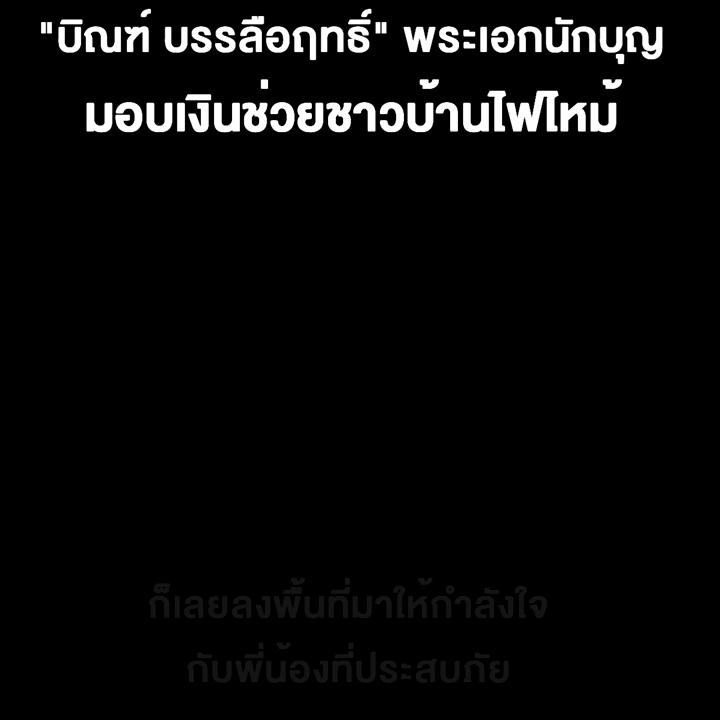 "บิณฑ์ บรรลือฤทธิ์" พระเอกนักบุญ
มอบเงินช่วยชาวบ้านไฟไหม้
ก็เลยลงพื้นที่มาให้กำลังใจ
กับพี่น้องที่ประสบภัย